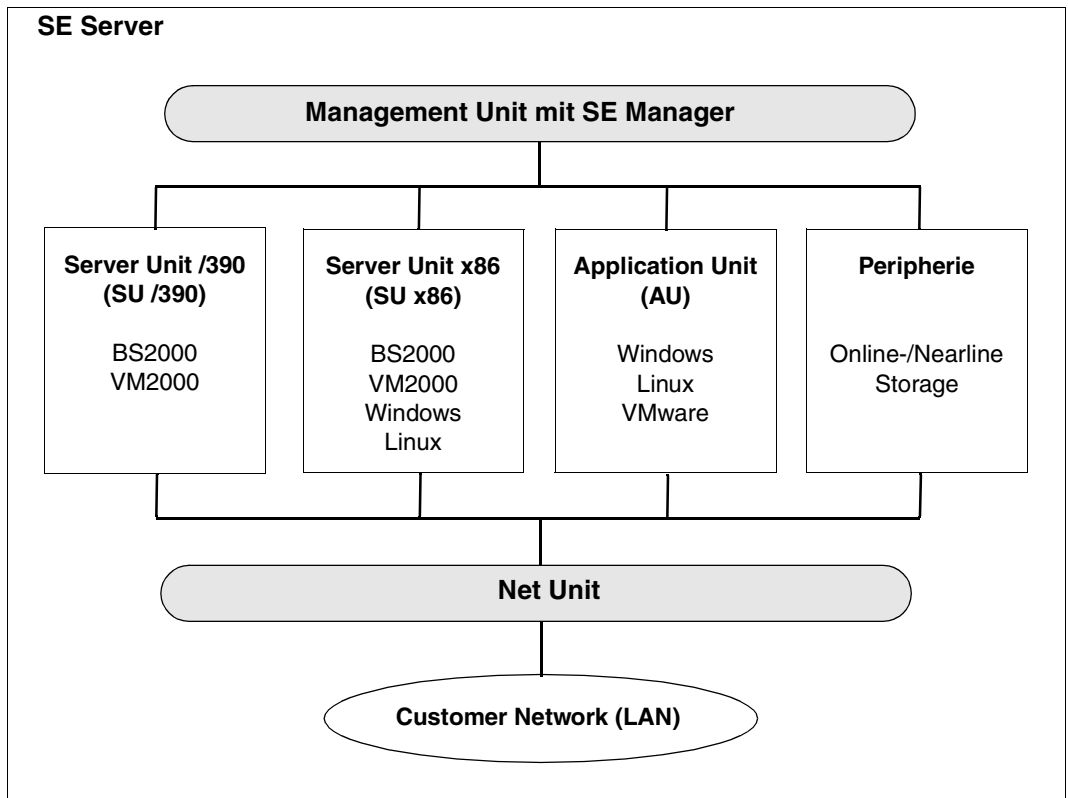 SE Server
Management Unit mit SE Manager
Server Unit /390
(SU /390)
BS2000
VM2000
Server Unit x86
(SU x86)
BS2000
VM2000
Windows
Linux
Application Unit
(AU)
Windows
Linux
VMware
Peripherie
Online-/Nearline
Storage
Net Unit
Customer Network (LAN)